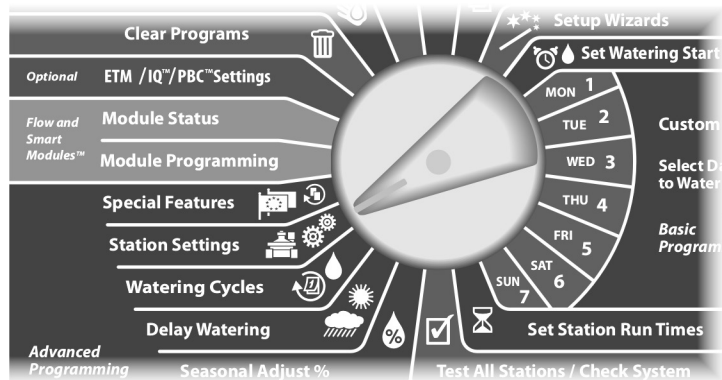 Setup Wizards
Clear Programs
Set Watering Start
Optional
ETM /IQ™/PBC™Settings
MON 1
Flow and
Smart
Modules™
Module Status
TUE 2
Custom
Module Programming
WED 3
Select Da
to Water
Special Features
THU 4
Station Settings
FRI 5
Basic
Program
SAT 6
Watering Cycles
SUN 7
Delay Watering
%
Set Station Run Times
Advanced
Programming
Seasonal Adjust %
Test All Stations / Check System